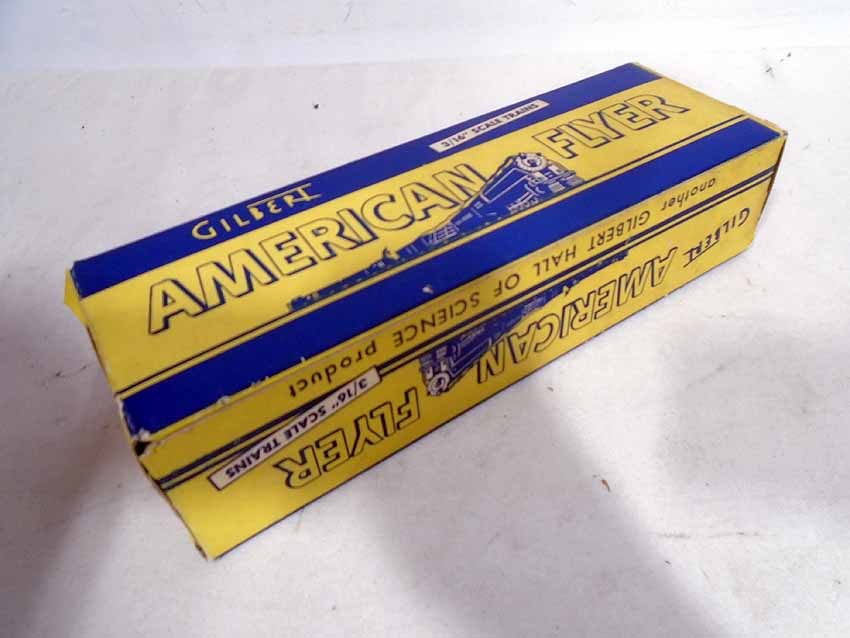 3/16" SCALE TRAINS
GILBERT
AMERICAN FLYER
another GILBERT HALL OF SCIENCE product
GILBERT
AMERICAN FLYER
3/16" SCALE TRAINS